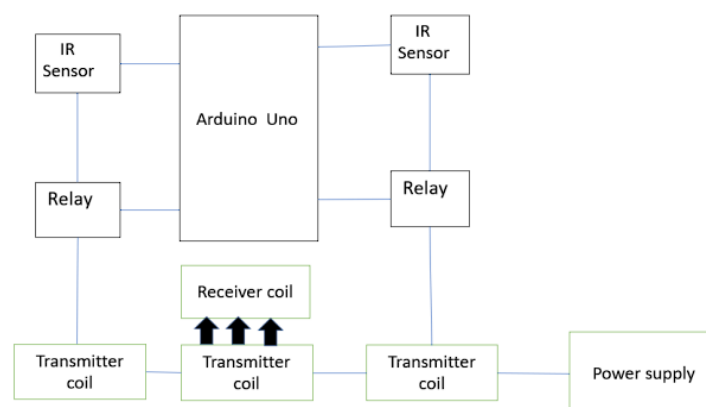 IR
Sensor
Arduino Uno
IR
Sensor
Relay
Relay
Receiver coil
Transmitter
coil
Transmitter
coil
Transmitter
coil
Power supply